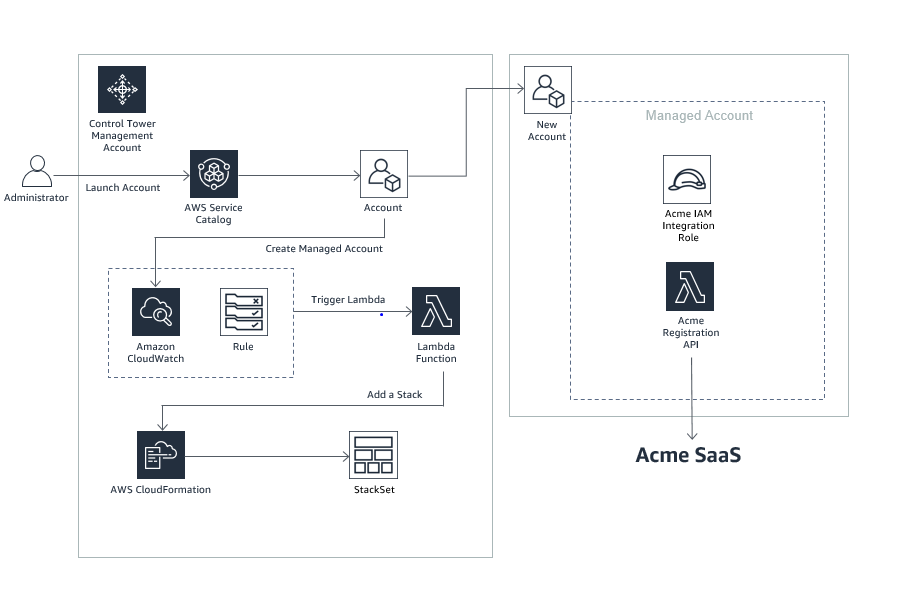 Control Tower
Management
Account
New
Account
Managed Account
Administrator
Launch Account
AWS Service
Catalog
Account
Acme IAM
Integration
Role
Create Managed Account
Trigger Lambda
Amazon
CloudWatch
Rule
Lambda
Function
Acme
Registration
API
Add a Stack
Acme SaaS
AWS CloudFormation
StackSet